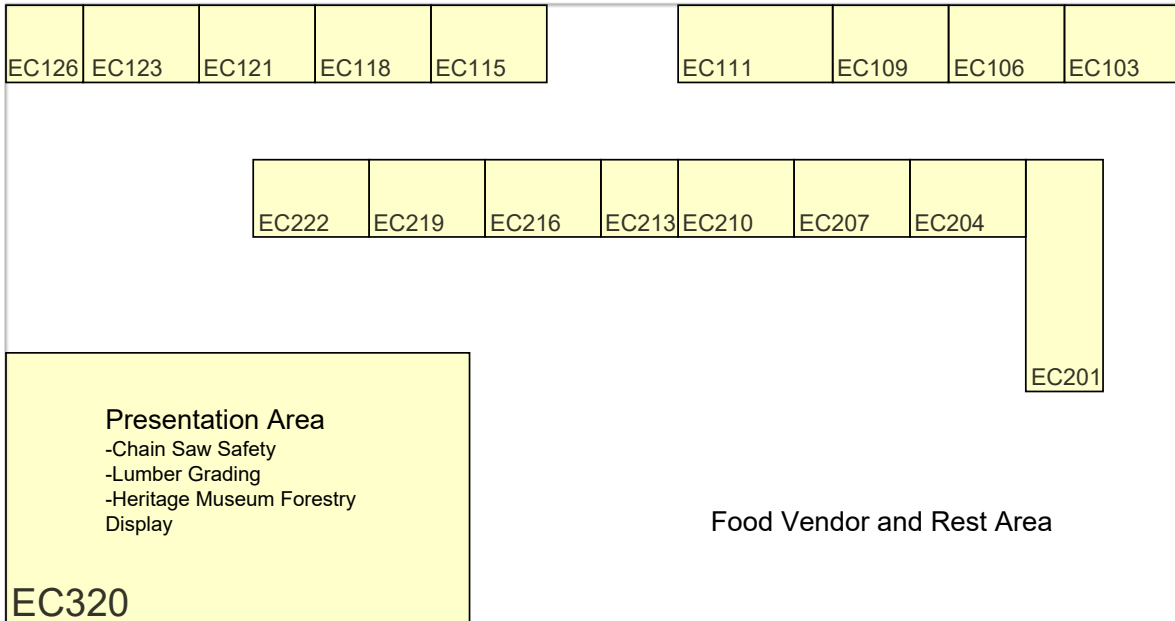 EC126 EC123 EC121 EC118 EC115 EC111 EC109 EC106 EC103
EC222 EC219 EC216 EC213 EC210 EC207 EC204
EC201
Presentation Area
-Chain Saw Safety
-Lumber Grading
-Heritage Museum Forestry
Display
Food Vendor and Rest Area
EC320